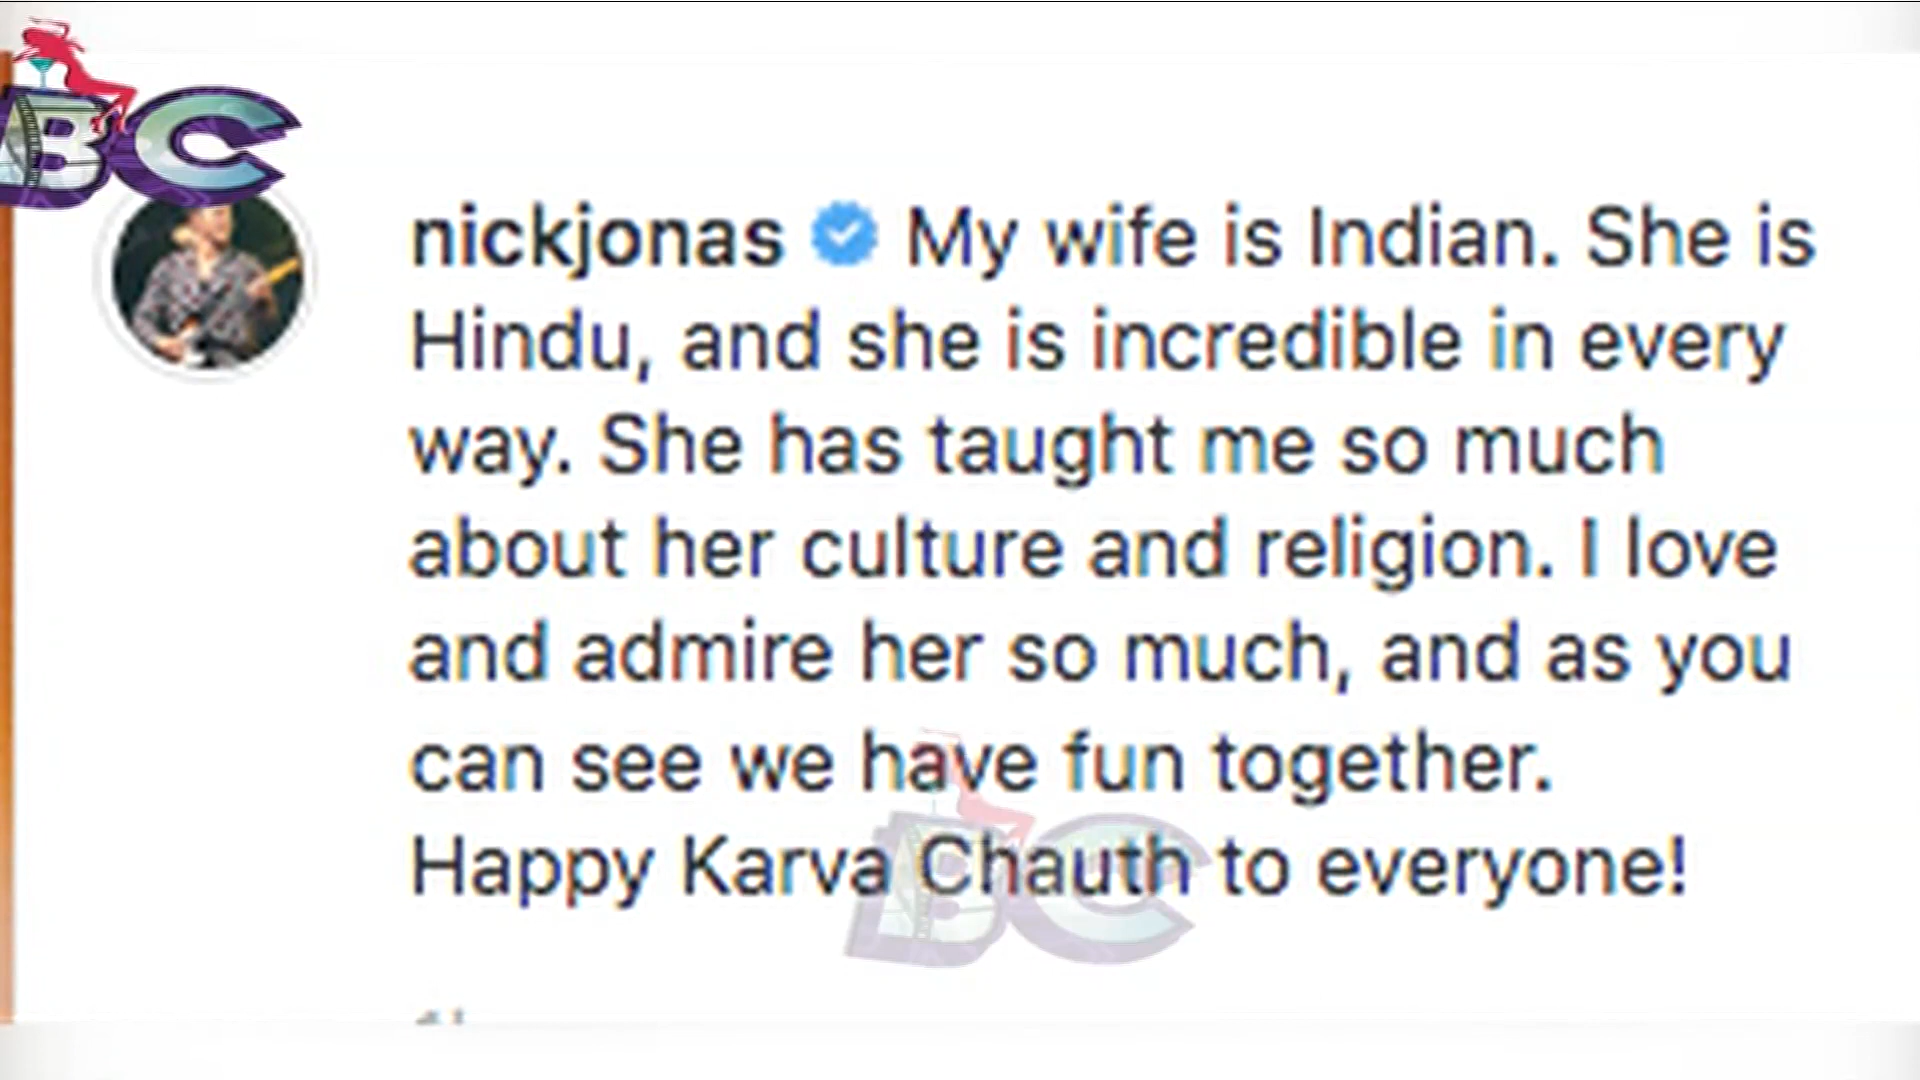 BC
nickjonas My wife is Indian. She is
Hindu, and she is incredible in every
way. She has taught me so much
about her culture and religion. I love
and admire her so much, and as you
can see we have fun together.
Happy Karva Chauth to everyone!
BC